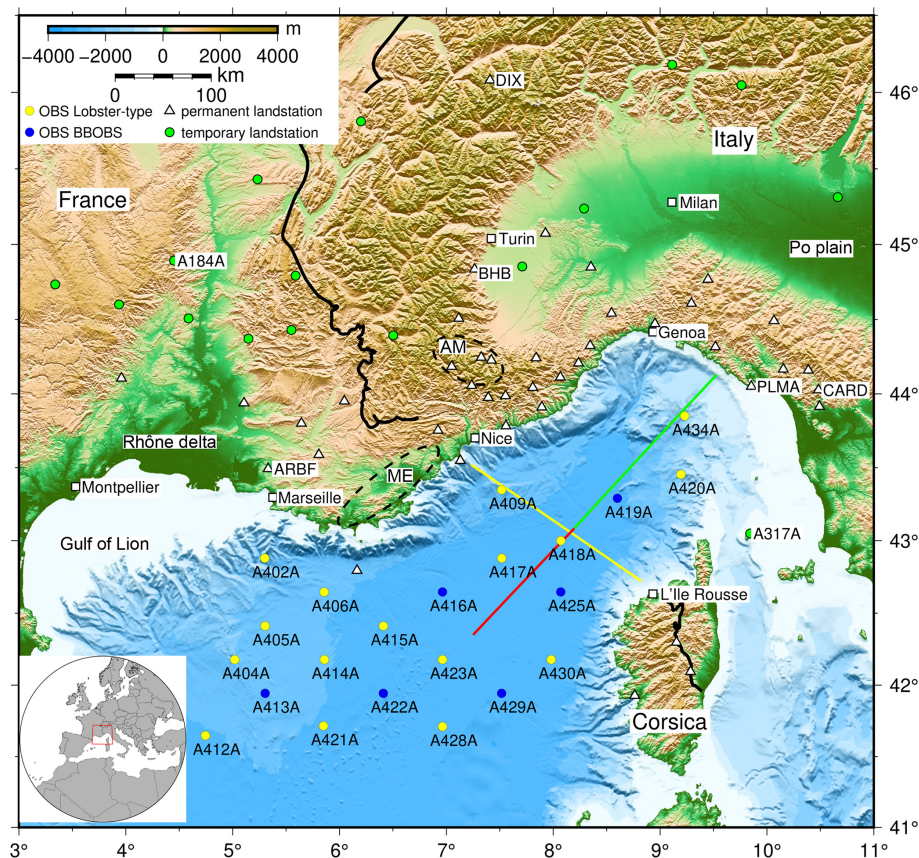 m
−4000 −2000 0 2000 4000
km
0 100
OBS Lobster-type
permanent landstation
OBS BBOBS
temporary landstation
DIX
Italy
France
Milan
Turin
Po plain
A184A
BHB
AM
Genoa
PLMA
CARD
Rhône delta
Nice
A434A
ARBF
ME
Montpellier
Marseille
A409A
A420A
A419A
Gulf of Lion
A317A
A418A
A402A
A417A
L'Ile Rousse
A406A
A416A
A425A
A405A
A415A
A404A
A414A
A423A
A430A
A413A
A422A
A429A
Corsica
A412A
A421A
A428A
46°
45°
44°
43°
42°
41°
3° 4° 5° 6° 7° 8° 9° 10° 11°